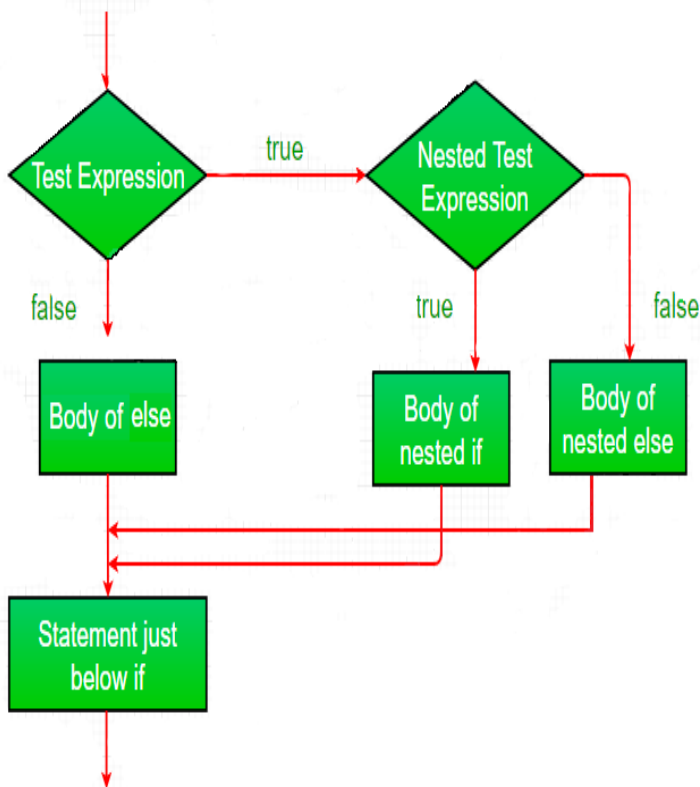 Test Expression
true
Nested Test
Expression
false
true
false
Body of else
Body of
nested if
Body of
nested else
Statement just
below if